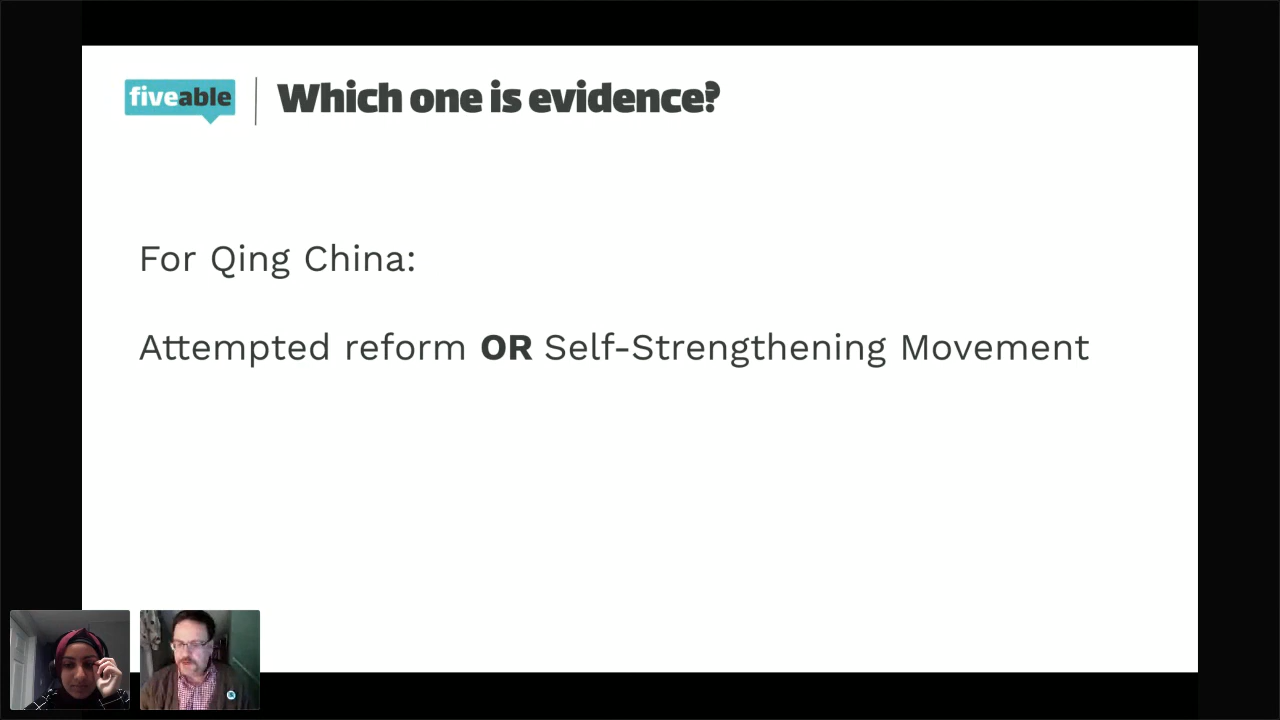 fiveable
Which one is evidence?
For Qing China:
Attempted reform OR Self-Strengthening Movement